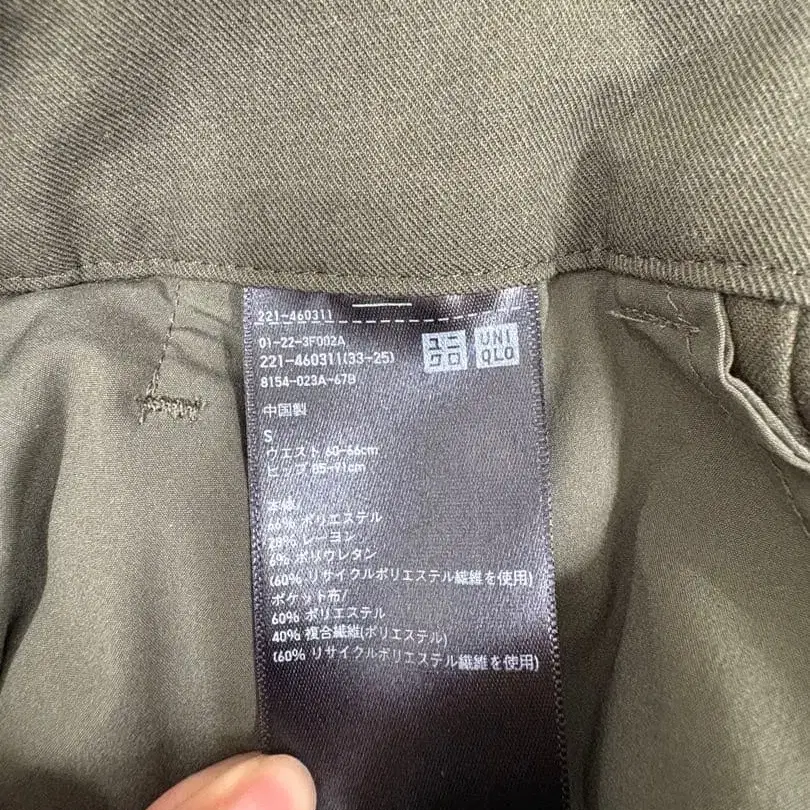 221-460311
01-22-3F002A
221-460311(33-25)
8154-023A-67B
ユニ
クロ
UNI
QLO
中国製
S
ウエスト 60-66cm
ヒップ 85-91cm
本体/
66% ポリエステル
28% レーヨン
6% ポリウレタン
(60% リサイクルポリエステル繊維を使用)
ポケット布/
60% ポリエステル
40% 複合繊維(ポリエステル)
(60% リサイクルポリエステル繊維を使用)